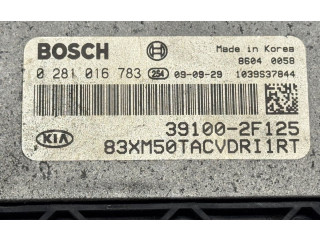 BOSCH
Made in Korea
8604 0058
0 281 016 783 254 09-09-29 1039S37844
KIA
39100-2F125
83XM50TACVDRI1RT